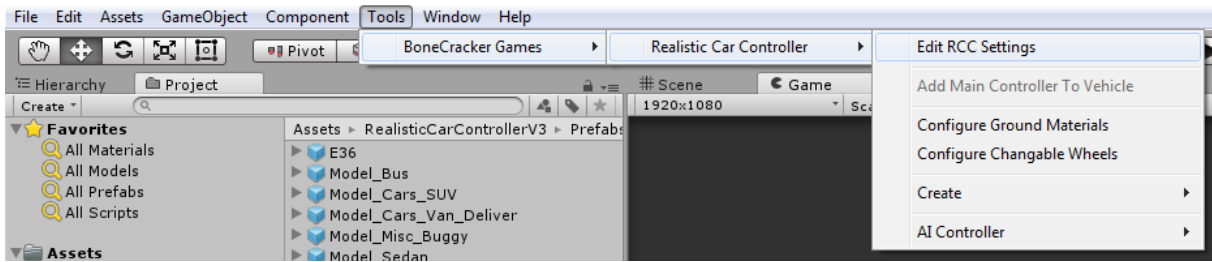 File Edit Assets GameObject Component Tools Window Help
Pivot BoneCracker Games Realistic Car Controller Edit RCC Settings
Hierarchy Project # Scene Game Add Main Controller To Vehicle
Create 1920x1080
Favorites Assets RealisticCarControllerV3 Prefabs Configure Ground Materials
All Materials E36 Configure Changable Wheels
All Models Model_Bus
All Prefabs Model_Cars_SUV Create
All Scripts Model_Cars_Van_Deliver
Model_Misc_Buggy AI Controller
Assets Model_Sedan